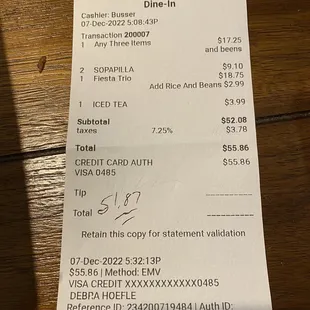 Dine-In
Cashier: Busser
07-Dec-2022 5:08:43P
Transaction 200007
1 Any Three Items $17.25
and beens
2 SOPAPILLA $9.10
1 Fiesta Trio $18.75
Add Rice And Beans $2.99
1 ICED TEA $3.99
Subtotal $52.08
taxes 7.25% $3.78
Total $55.86
CREDIT CARD AUTH $55.86
VISA 0485
Tip
Total 51.87
Retain this copy for statement validation
07-Dec-2022 5:32:13P
$55.86 | Method: EMV
VISA CREDIT XXXXXXXXXXXX0485
DEBRA HOEFLE
Reference ID: 234200719484 | Auth ID: